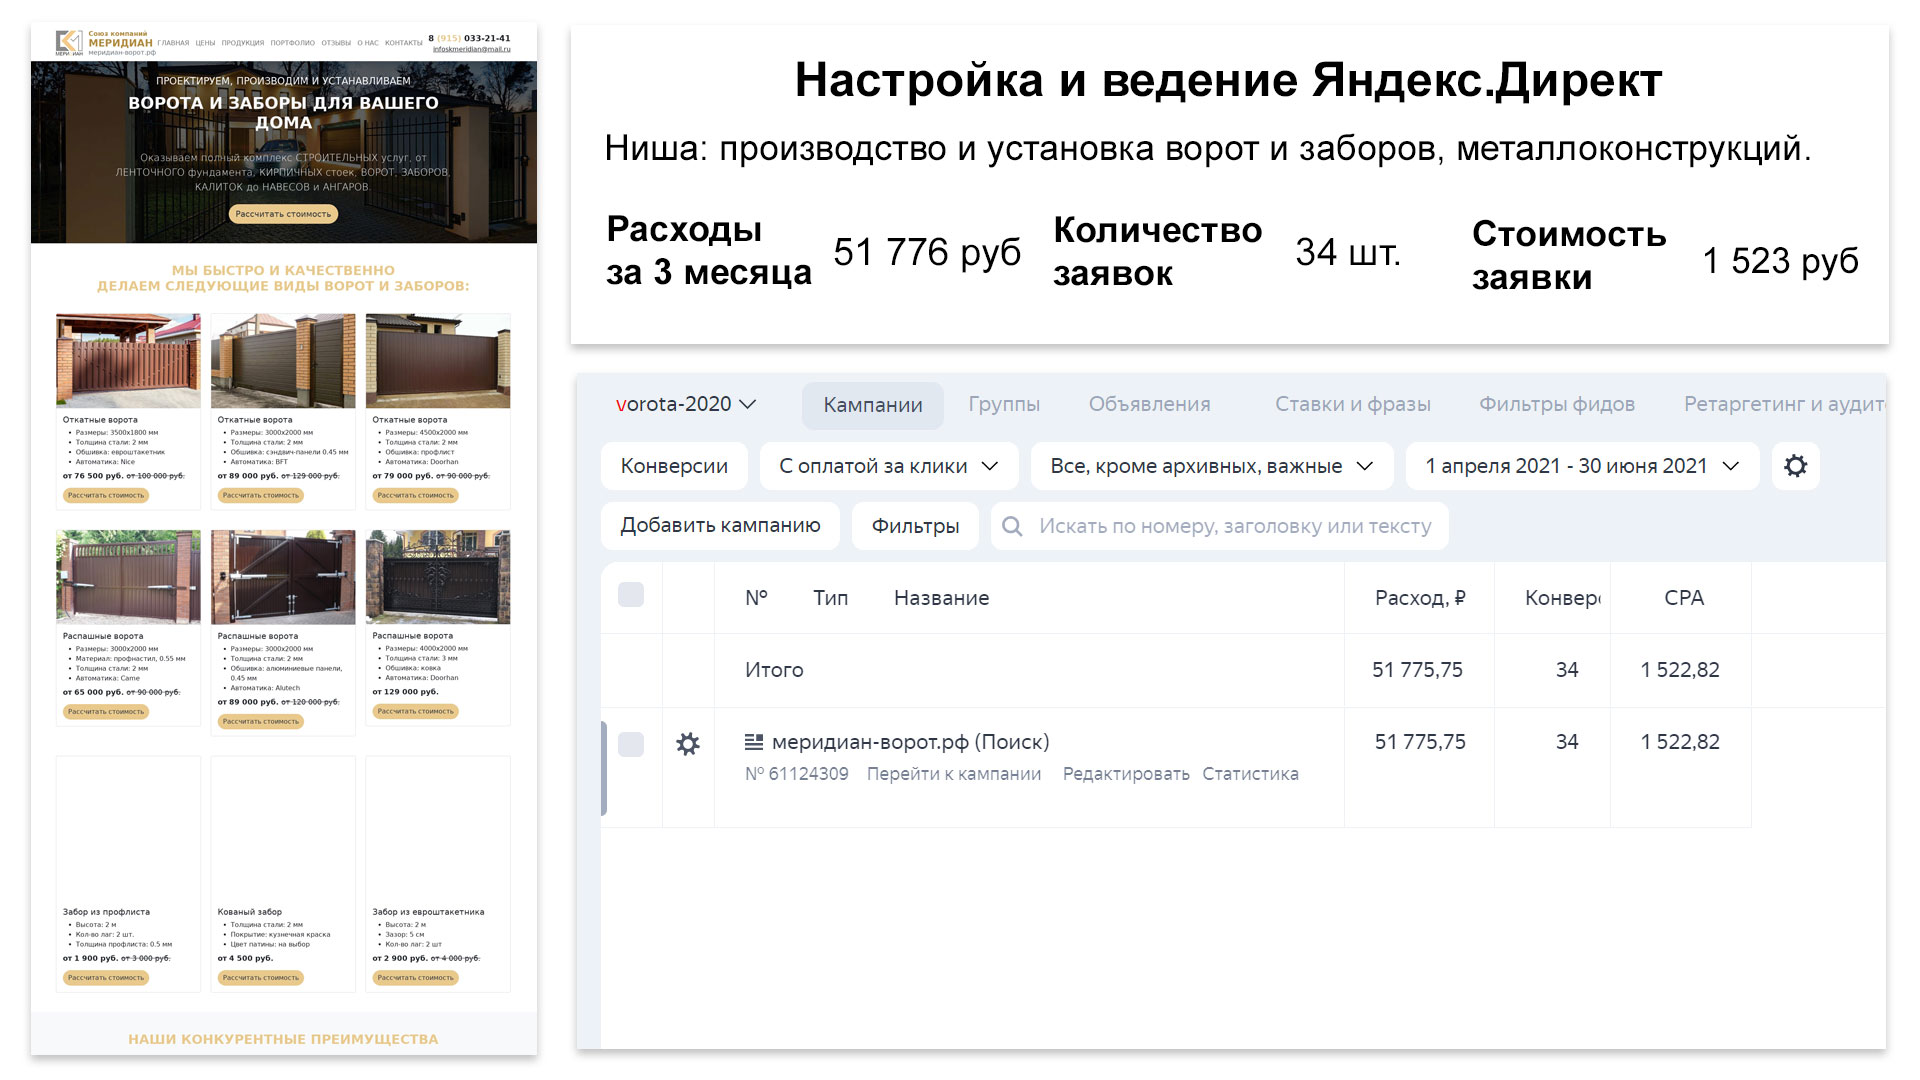 Союз компаний
МЕРИДИАН
меридиан-ворот.рф
МЕРИДИАН
ГЛАВНАЯ ЦЕНЫ ПРОДУКЦИЯ ПОРТФОЛИО ОТЗЫВЫ О НАС КОНТАКТЫ
8 (915) 033-21-41
infoskmeridian@mail.ru
ПРОЕКТИРУЕМ, ПРОИЗВОДИМ И УСТАНАВЛИВАЕМ
ВОРОТА И ЗАБОРЫ ДЛЯ ВАШЕГО
ДОМА
Оказываем полный комплекс СТРОИТЕЛЬНЫХ услуг, от
ЛЕНТОЧНОГО фундамента, КИРПИЧНЫХ стоек, ВОРОТ, ЗАБОРОВ,
КАЛИТОК до НАВЕСОВ и АНГАРОВ.
Рассчитать стоимость
МЫ БЫСТРО И КАЧЕСТВЕННО
ДЕЛАЕМ СЛЕДУЮЩИЕ ВИДЫ ВОРОТ И ЗАБОРОВ:
Откатные ворота
• Размеры: 3500х1800 мм
• Толщина стали: 2 мм
• Обшивка: евроштакетник
• Автоматика: Nice
от 76 500 руб. от 100 000 руб.
Рассчитать стоимость
Откатные ворота
• Размеры: 3000х2000 мм
• Толщина стали: 2 мм
• Обшивка: сэндвич-панели 0.45 мм
• Автоматика: BFT
от 89 000 руб. от 129 000 руб.
Рассчитать стоимость
Откатные ворота
• Размеры: 4500х2000 мм
• Толщина стали: 2 мм
• Обшивка: профлист
• Автоматика: Doorhan
от 79 000 руб. от 90 000 руб.
Рассчитать стоимость
Распашные ворота
• Размеры: 3000х2000 мм
• Материал: профнастил, 0.55 мм
• Толщина стали: 2 мм
• Автоматика: Came
от 65 000 руб. от 90 000 руб.
Рассчитать стоимость
Распашные ворота
• Размеры: 3000х2000 мм
• Толщина стали: 2 мм
• Обшивка: алюминиевые панели,
0.45 мм
• Автоматика: Alutech
от 89 000 руб. от 120 000 руб.
Рассчитать стоимость
Распашные ворота
• Размеры: 4000х2000 мм
• Толщина стали: 3 мм
• Обшивка: ковка
• Автоматика: Doorhan
от 129 000 руб.
Рассчитать стоимость
Забор из профлиста
• Высота: 2 м
• Кол-во лаг: 2 шт.
• Толщина профлиста: 0.5 мм
от 1 900 руб. от 3 000 руб.
Рассчитать стоимость
Кованый забор
• Толщина стали: 2 мм
• Покрытие: кузнечная краска
• Цвет патины: на выбор
от 4 500 руб.
Рассчитать стоимость
Забор из евроштакетника
• Высота: 2 м
• Зазор: 5 см
• Кол-во лаг: 2 шт
от 2 900 руб. от 4 000 руб.
Рассчитать стоимость
НАШИ КОНКУРЕНТНЫЕ ПРЕИМУЩЕСТВА
Настройка и ведение Яндекс.Директ
Ниша: производство и установка ворот и заборов, металлоконструкций.
Расходы
за 3 месяца
51 776 руб
Количество
заявок
34 шт.
Стоимость
заявки
1 523 руб
vorota-2020 Кампании Группы Объявления Ставки и фразы Фильтры фидов Ретаргетинг и аудит
Конверсии С оплатой за клики Все, кроме архивных, важные 1 апреля 2021 - 30 июня 2021
Добавить кампанию Фильтры Искать по номеру, заголовку или тексту
№ Тип Название Расход, ₽ Конверс CPA
Итого 51 775,75 34 1 522,82
меридиан-ворот.рф (Поиск) 51 775,75 34 1 522,82
№ 61124309 Перейти к кампании Редактировать Статистика